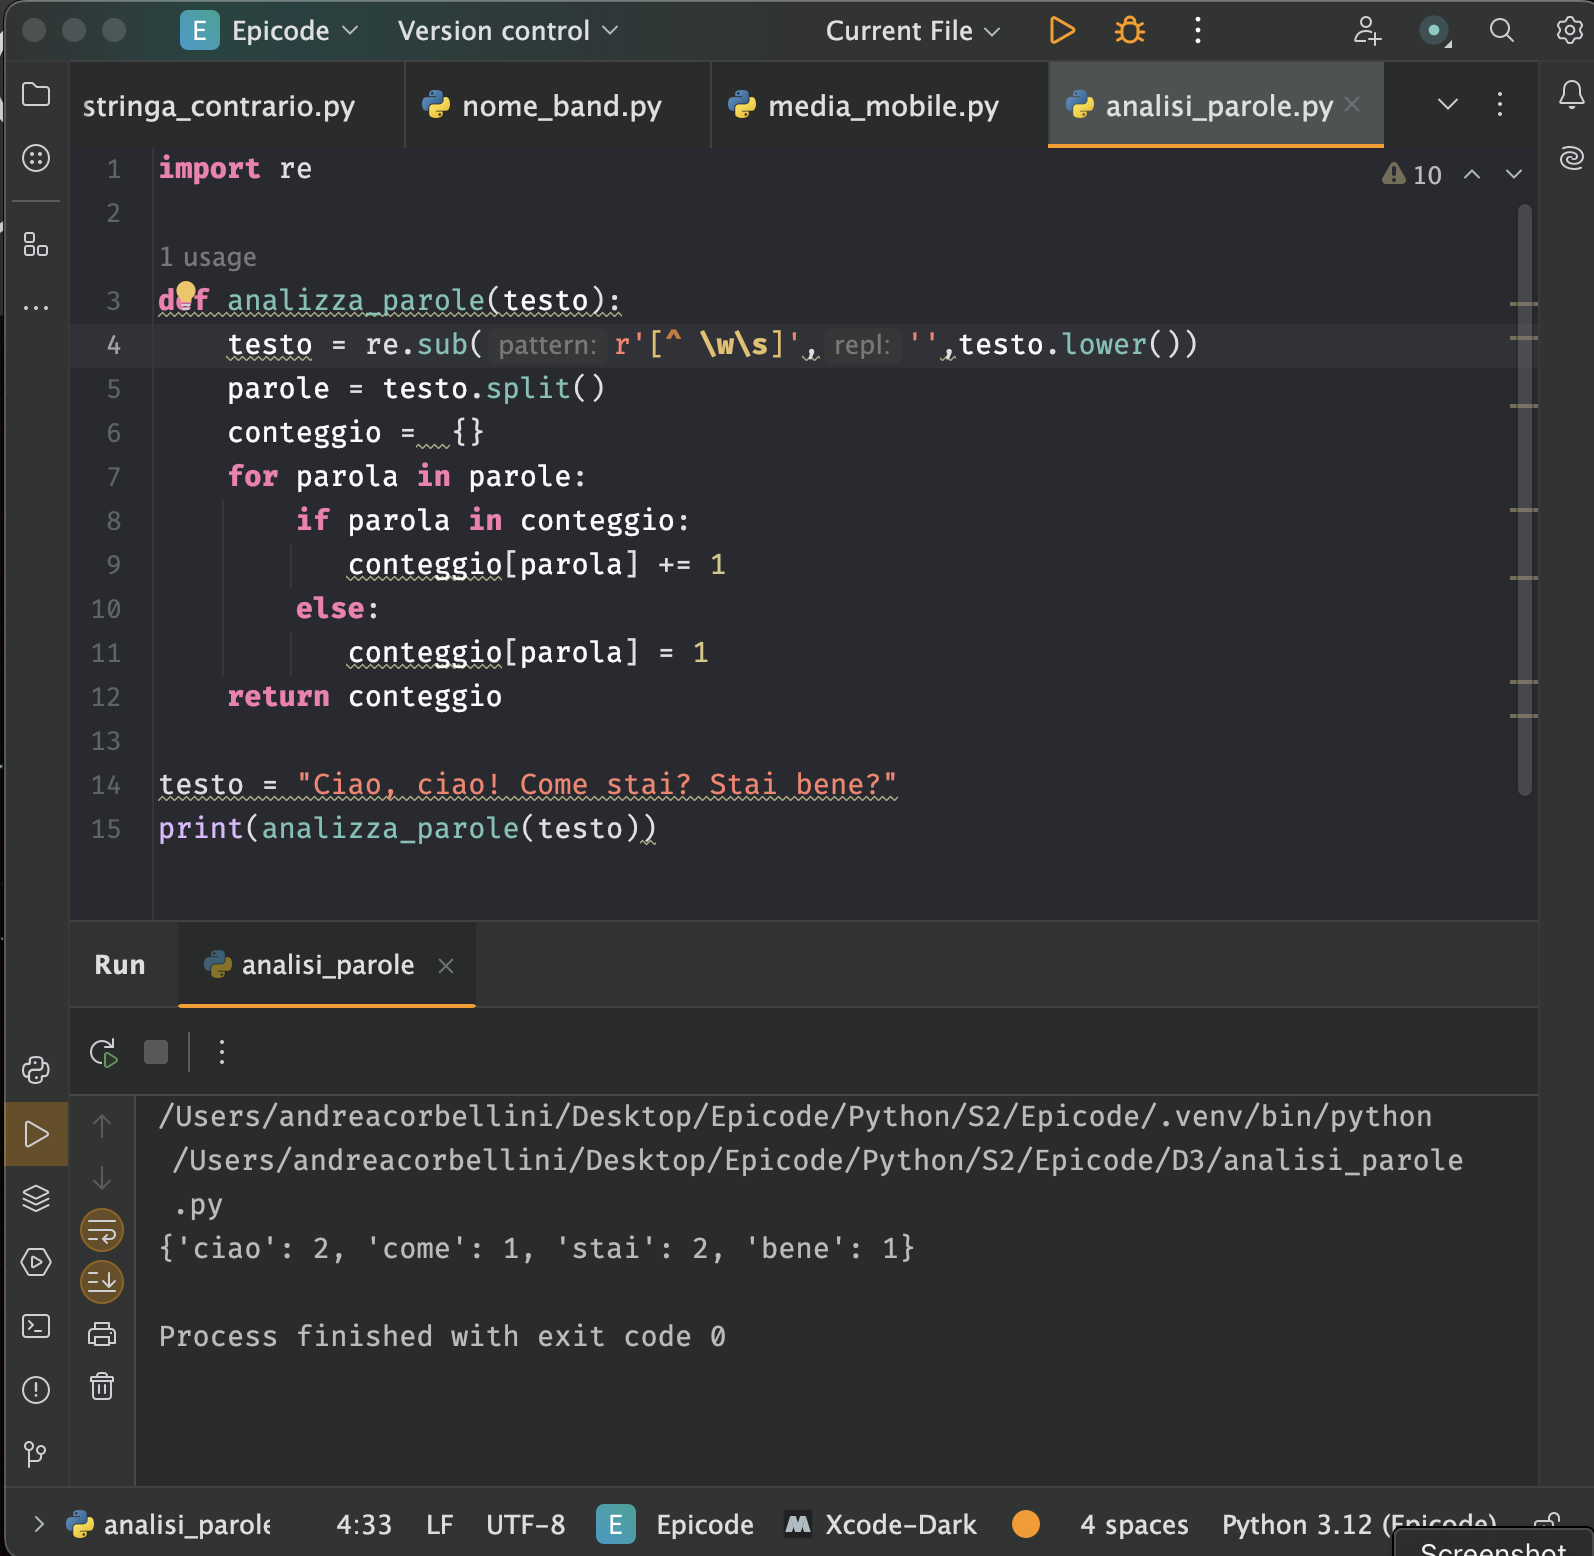 E Epicode Version control Current File
stringa_contrario.py nome_band.py media_mobile.py analisi_parole.py
10
1 import re
2
1 usage
3 def analizza_parole(testo):
4 testo = re.sub( pattern: r'[^ \w\s]', repl: '',testo.lower())
5 parole = testo.split()
6 conteggio =  {}
7 for parola in parole:
8 if parola in conteggio:
9 conteggio[parola] += 1
10 else:
11 conteggio[parola] = 1
12 return conteggio
13
14 testo = "Ciao, ciao! Come stai? Stai bene?"
15 print(analizza_parole(testo))
Run analisi_parole
/Users/andreacorbellini/Desktop/Epicode/Python/S2/Epicode/.venv/bin/python
/Users/andreacorbellini/Desktop/Epicode/Python/S2/Epicode/D3/analisi_parole
.py
{'ciao': 2, 'come': 1, 'stai': 2, 'bene': 1}
Process finished with exit code 0
analisi_parole 4:33 LF UTF-8 E Epicode Xcode-Dark 4 spaces Python 3.12 (Epicode)
Screenshot